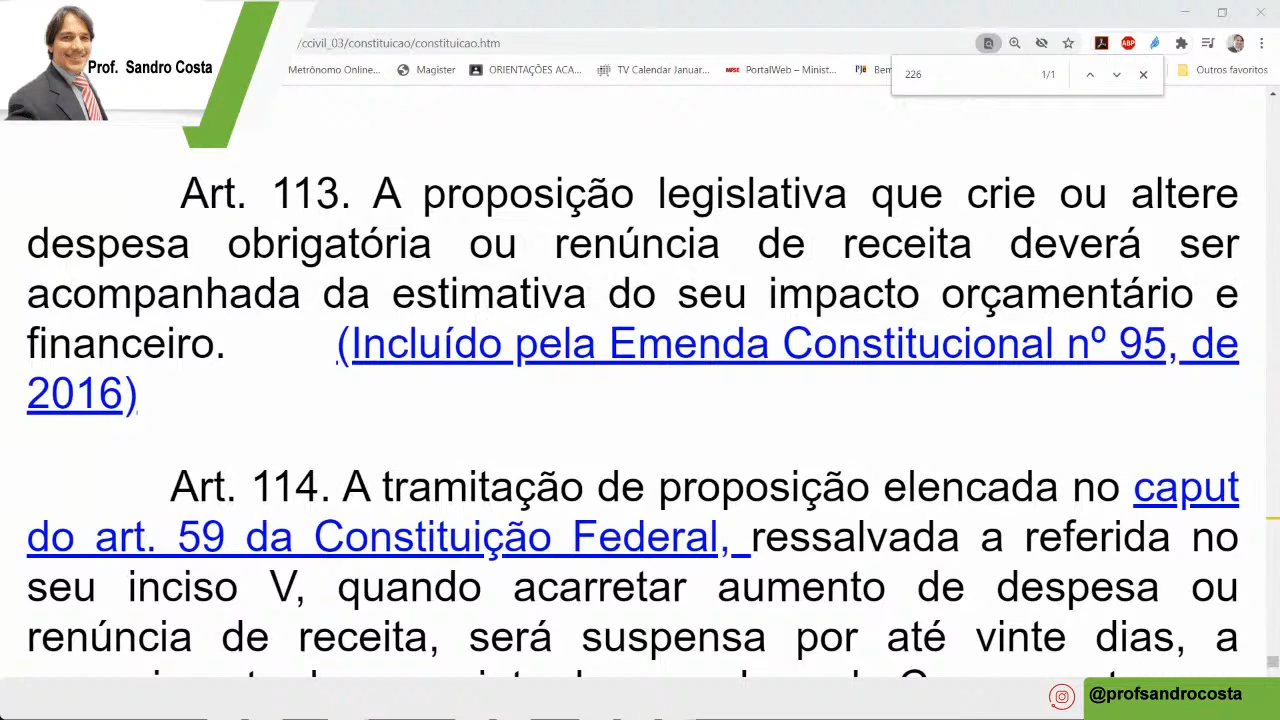 Prof. Sandro Costa
/ccivil_03/constituicao/constituicao.htm
Metrônomo Online...
Magister
ORIENTAÇÕES ACA...
TV Calendar Januar...
PortalWeb – Minist...
Outros favoritos
226
1/1
ABP
Art. 113. A proposição legislativa que crie ou altere
despesa obrigatória ou renúncia de receita deverá ser
acompanhada da estimativa do seu impacto orçamentário e
financeiro. (Incluído pela Emenda Constitucional nº 95, de
2016)
Art. 114. A tramitação de proposição elencada no caput
do art. 59 da Constituição Federal, ressalvada a referida no
seu inciso V, quando acarretar aumento de despesa ou
renúncia de receita, será suspensa por até vinte dias, a
@profsandrocosta